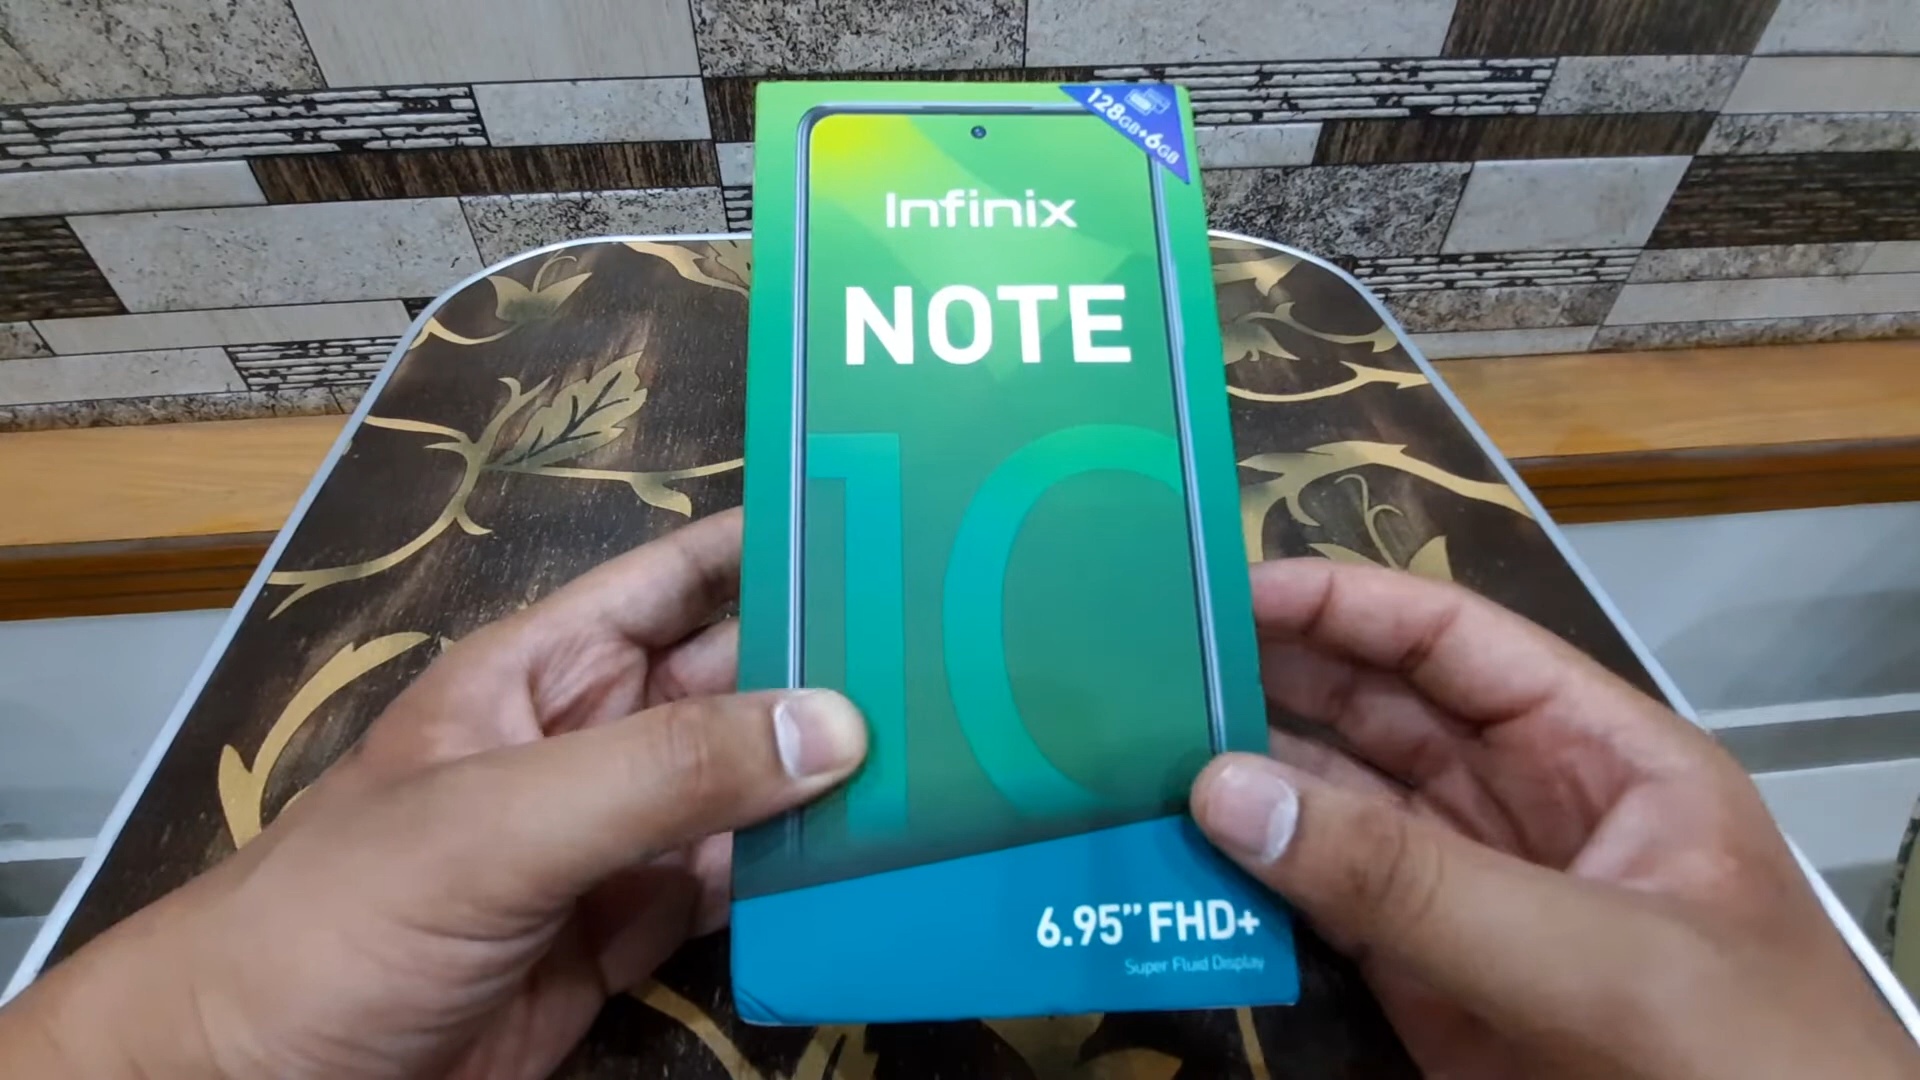 128GB+6GB
Infinix
NOTE
10
6.95" FHD+
Super Fluid Display